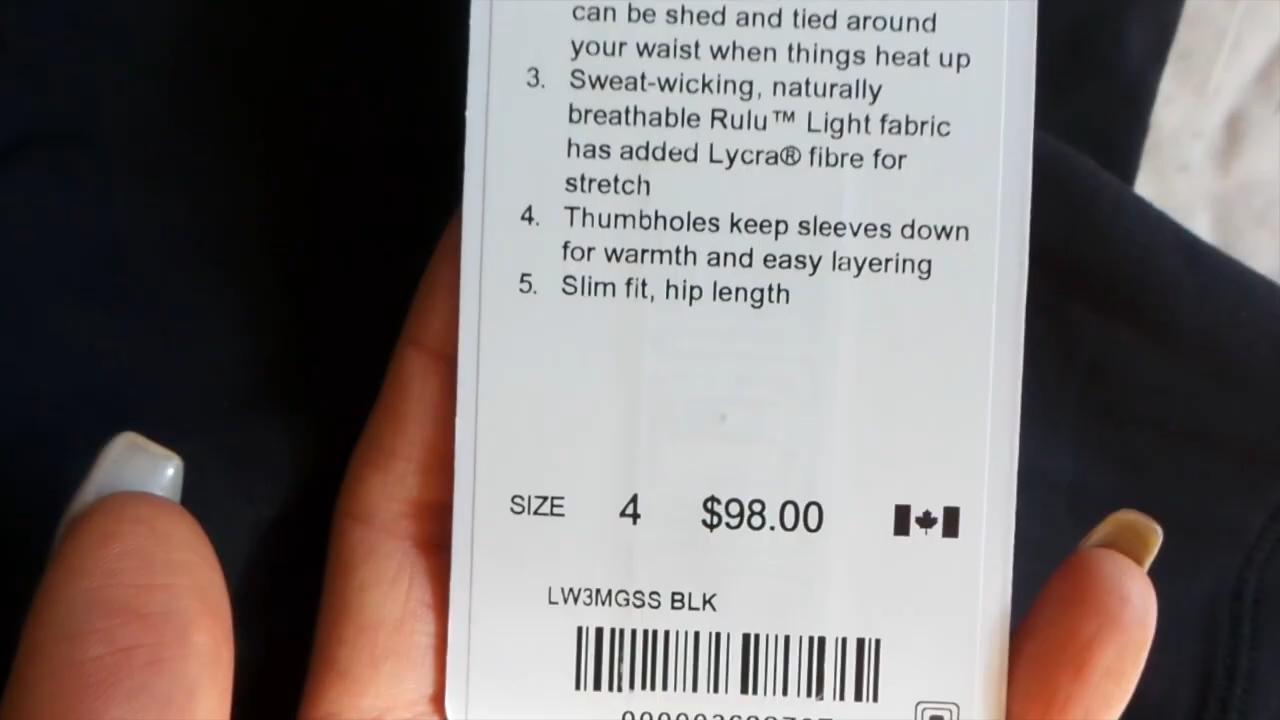 can be shed and tied around
your waist when things heat up
3. Sweat-wicking, naturally
breathable Rulu™ Light fabric
has added Lycra® fibre for
stretch
4. Thumbholes keep sleeves down
for warmth and easy layering
5. Slim fit, hip length
SIZE 4 $98.00
LW3MGSS BLK